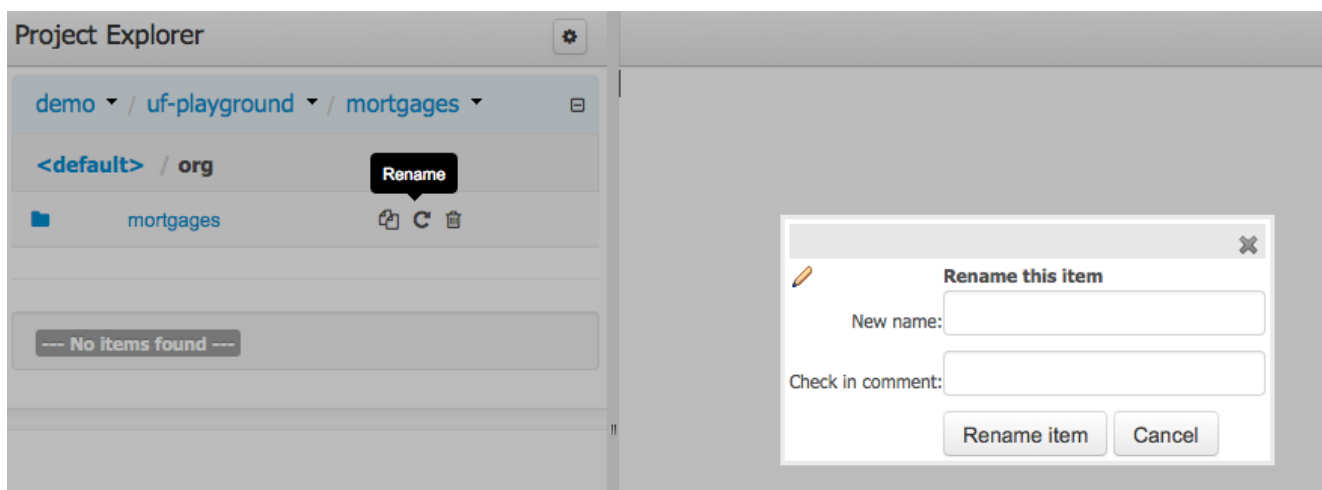 Project Explorer
demo / uf-playground / mortgages
<default> / org
Rename
mortgages
--- No items found ---
Rename this item
New name:
Check in comment:
Rename item Cancel